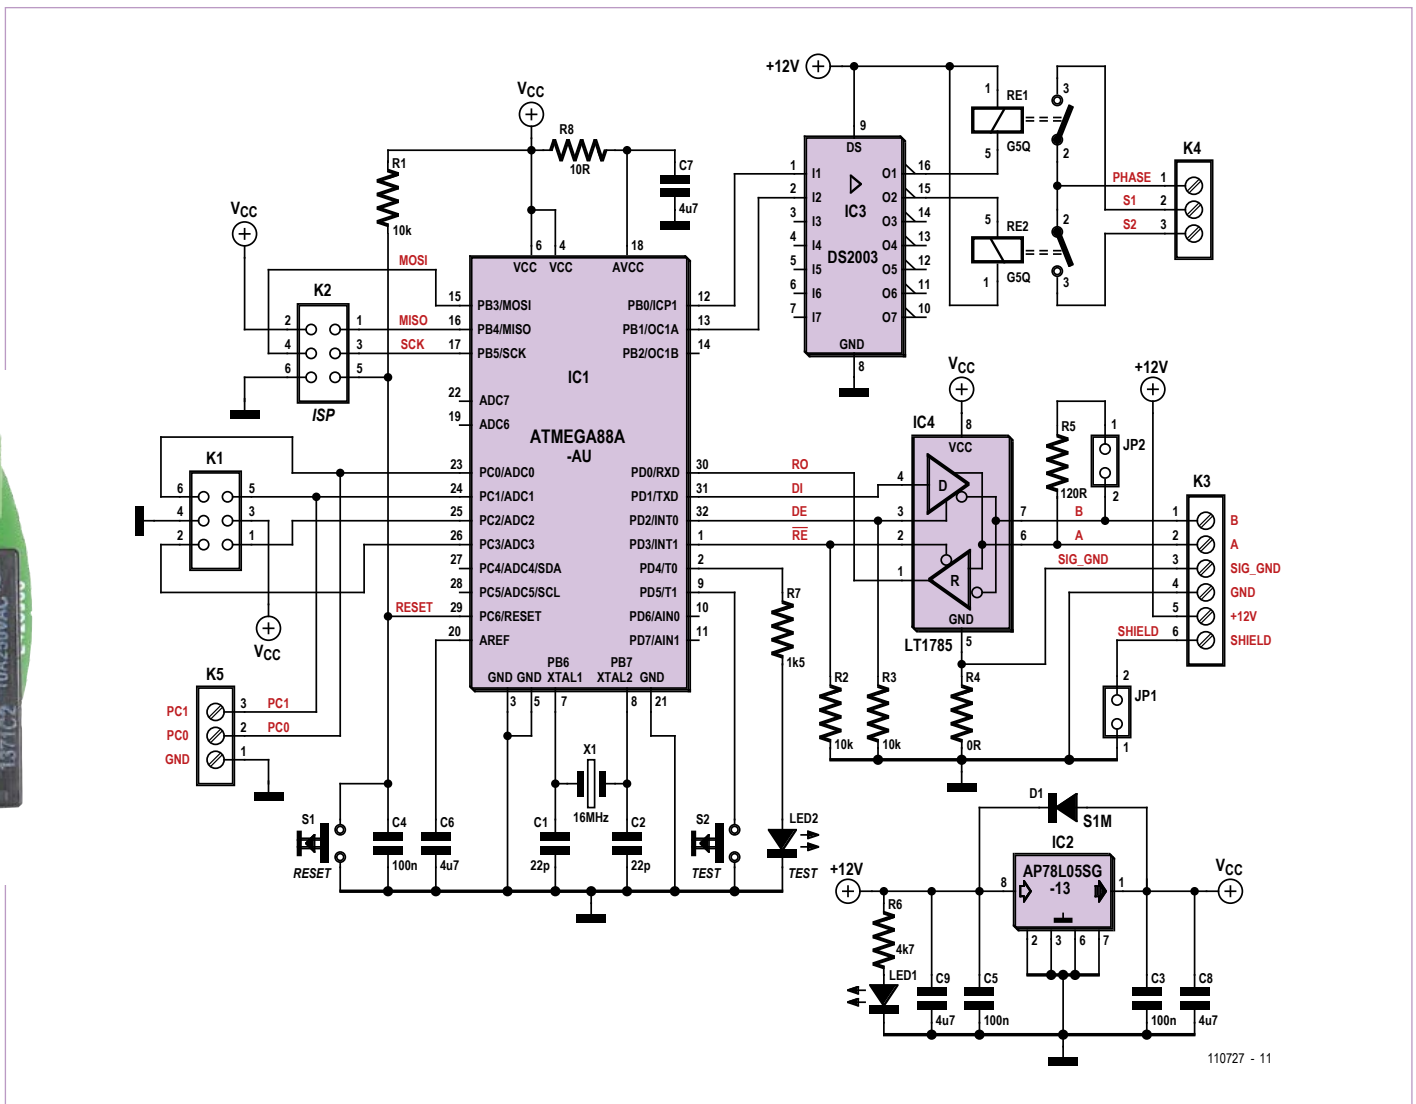 +12V
VCC
R8
10R
R1
10k
C7
4u7
VCC
6
4
18
VCC
VCC
AVCC
MOSI
MISO
SCK
K2
2
4
6
1
3
5
ISP
15
16
17
22
19
23
24
25
26
27
28
29
20
PB3/MOSI
PB4/MISO
PB5/SCK
ADC7
ADC6
PC0/ADC0
PC1/ADC1
PC2/ADC2
PC3/ADC3
PC4/ADC4/SDA
PC5/ADC5/SCL
PC6/RESET
AREF
IC1
ATMEGA88A
-AU
PB0/ICP1
PB1/OC1A
PB2/OC1B
PD0/RXD
PD1/TXD
PD2/INT0
PD3/INT1
PD4/T0
PD5/T1
PD6/AIN0
PD7/AIN1
12
13
14
30
31
32
1
2
9
10
11
PB6
PB7
GND
GND
XTAL1
XTAL2
GND
3
5
7
8
21
RESET
K1
6
4
2
5
3
1
VCC
K5
PC1
PC0
GND
3
2
1
PC1
PC0
S1
RESET
C4
100n
C6
4u7
C1
22p
X1
16MHz
C2
22p
S2
TEST
LED2
TEST
R7
1k5
9
DS
1
2
3
4
5
6
7
I1
I2
I3
I4
I5
I6
I7
IC3
DS2003
O1
O2
O3
O4
O5
O6
O7
16
15
14
13
12
11
10
GND
8
1
RE1
G5Q
5
3
2
5
RE2
G5Q
1
2
3
K4
PHASE
1
S1
2
S2
3
VCC
IC4
8
VCC
RO
DI
DE
RE
4
3
2
1
D
R
7
6
GND
5
LT1785
R5
120R
1
JP2
2
+12V
B
A
SIG_GND
K3
1
2
3
4
5
6
B
A
SIG_GND
GND
+12V
SHIELD
SHIELD
2
JP1
1
R2
10k
R3
10k
R4
0R
D1
S1M
IC2
AP78L05SG
-13
+12V
8
1
VCC
2
3
6
7
R6
4k7
LED1
C9
4u7
C5
100n
C3
100n
C8
4u7
110727 - 11
10A250VAC
1371C2